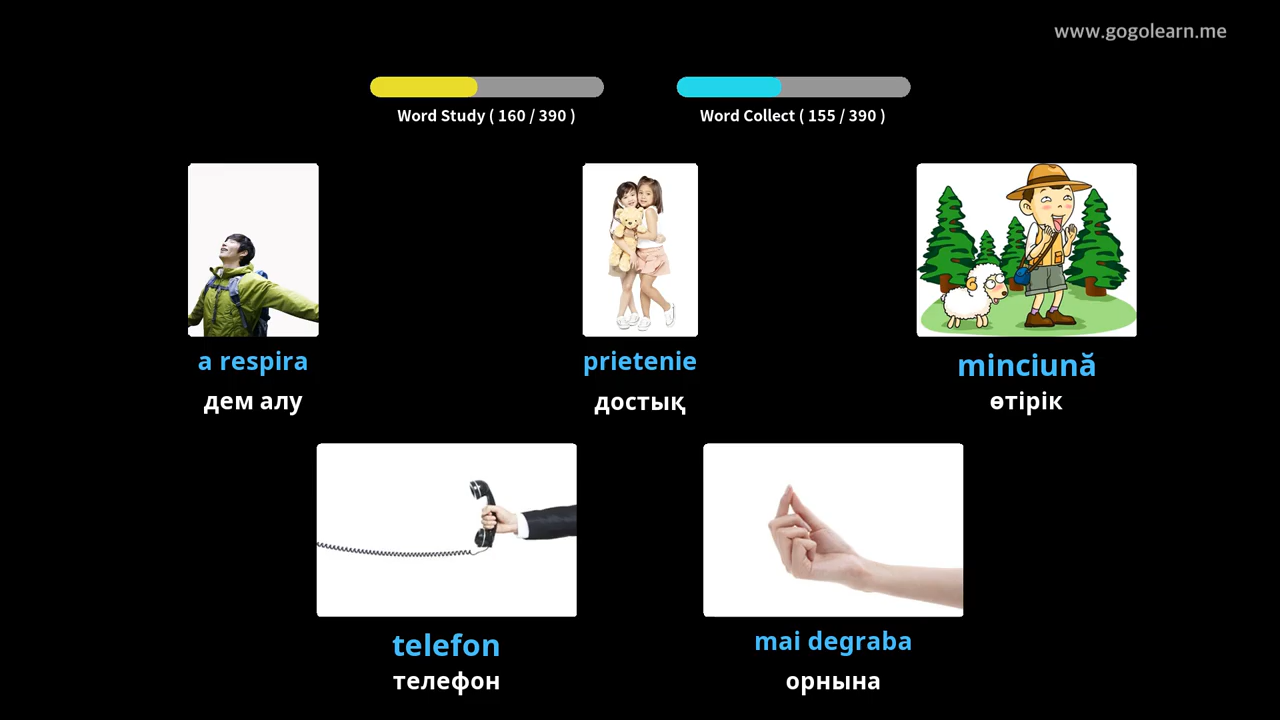 www.gogolearn.me
Word Study ( 160 / 390 )
Word Collect ( 155 / 390 )
a respira
дем алу
prietenie
достық
minciună
өтірік
telefon
телефон
mai degraba
орнына